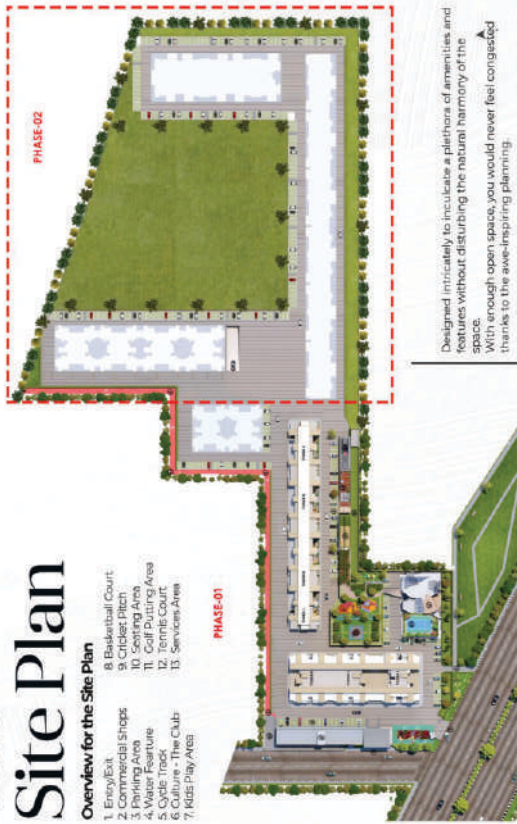 Site Plan
Overview for the Site Plan
1. Entry/Exit
2. Commercial Shops
3. Parking Area
4. Water Fearture
5. Cycle Track
6. Culture - The Club
7. Kids Play Area
8. Basketball Court
9. Cricket Pitch
10. Seating Area
11. Golf Putting Area
12. Tennis Court
13. Services Area
PHASE-01
PHASE-02
Designed intricately to inculcate a plethora of amenities and
features without disturbing the natural harmony of the
space.
With enough open space, you would never feel congested
thanks to the awe-inspiring planning.